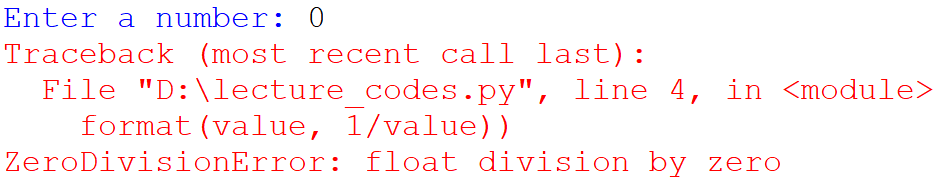 Enter a number: 0
Traceback (most recent call last):
  File "D:\lecture_codes.py", line 4, in <module>
    format(value, 1/value))
ZeroDivisionError: float division by zero